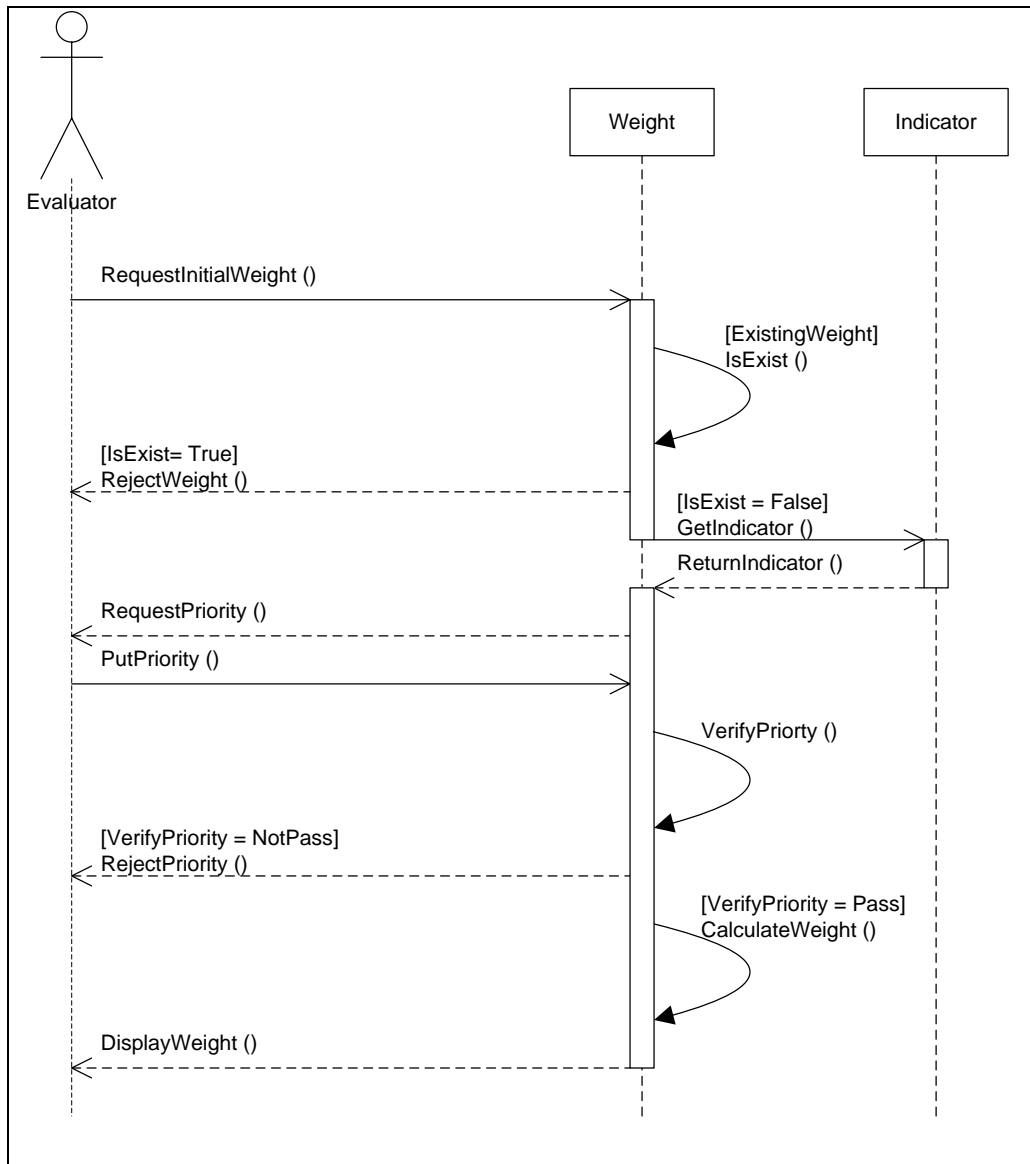 Weight
Indicator
Evaluator
RequestInitialWeight ()
[ExistingWeight]
IsExist ()
[IsExist= True]
RejectWeight ()
[IsExist = False]
GetIndicator ()
ReturnIndicator ()
RequestPriority ()
PutPriority ()
VerifyPriorty ()
[VerifyPriority = NotPass]
RejectPriority ()
[VerifyPriority = Pass]
CalculateWeight ()
DisplayWeight ()